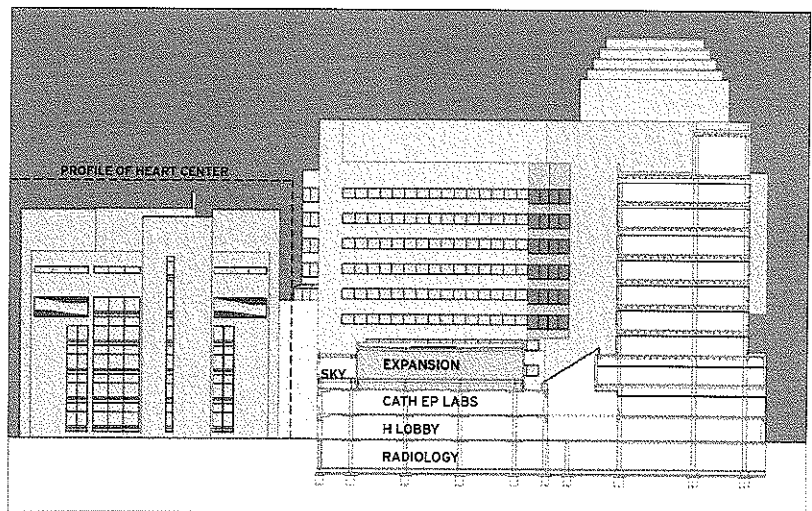 PROFILE OF HEART CENTER
EXPANSION
SKY
CATH EP LABS
H LOBBY
RADIOLOGY